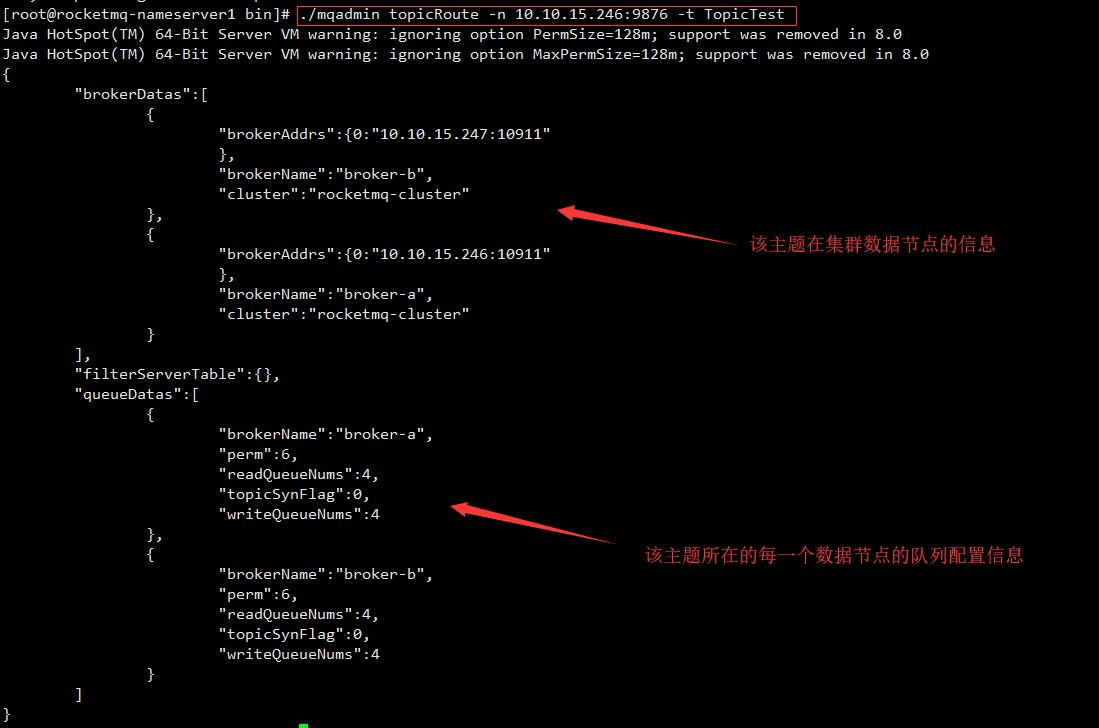 [root@rocketmq-nameserver1 bin]# ./mqadmin topicRoute -n 10.10.15.246:9876 -t TopicTest
Java HotSpot(TM) 64-Bit Server VM warning: ignoring option PermSize=128m; support was removed in 8.0
Java HotSpot(TM) 64-Bit Server VM warning: ignoring option MaxPermSize=128m; support was removed in 8.0
{
"brokerDatas":[
{
"brokerAddrs":{0:"10.10.15.247:10911"
},
"brokerName":"broker-b",
"cluster":"rocketmq-cluster"
},
{
该主题在集群数据节点的信息
"brokerAddrs":{0:"10.10.15.246:10911"
},
"brokerName":"broker-a",
"cluster":"rocketmq-cluster"
}
],
"filterServerTable":{},
"queueDatas":[
{
"brokerName":"broker-a",
"perm":6,
"readQueueNums":4,
"topicSynFlag":0,
"writeQueueNums":4
},
{
该主题所在的每一个数据节点的队列配置信息
"brokerName":"broker-b",
"perm":6,
"readQueueNums":4,
"topicSynFlag":0,
"writeQueueNums":4
}
]
}